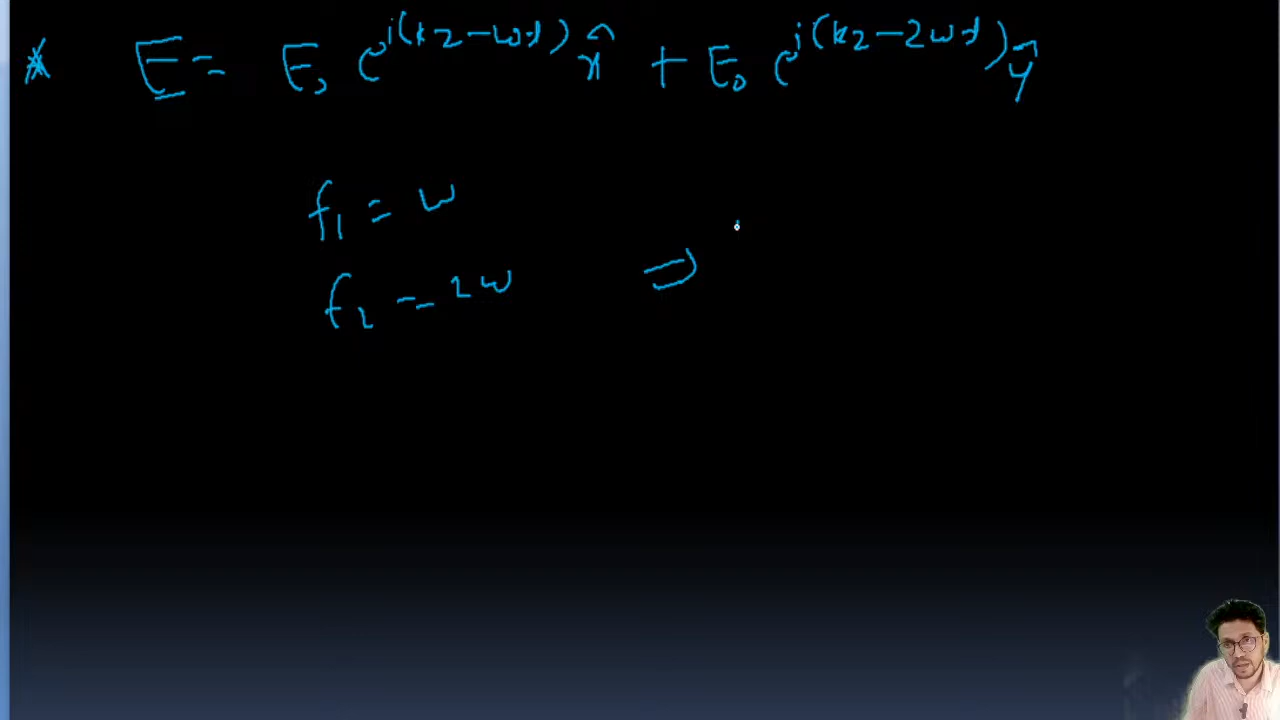 * E = E₀ e^{i(kz-ωt)} x̂ + E₀ e^{i(kz-2ωt)} ŷ
f₁ = ω
f₂ = 2ω ⇒